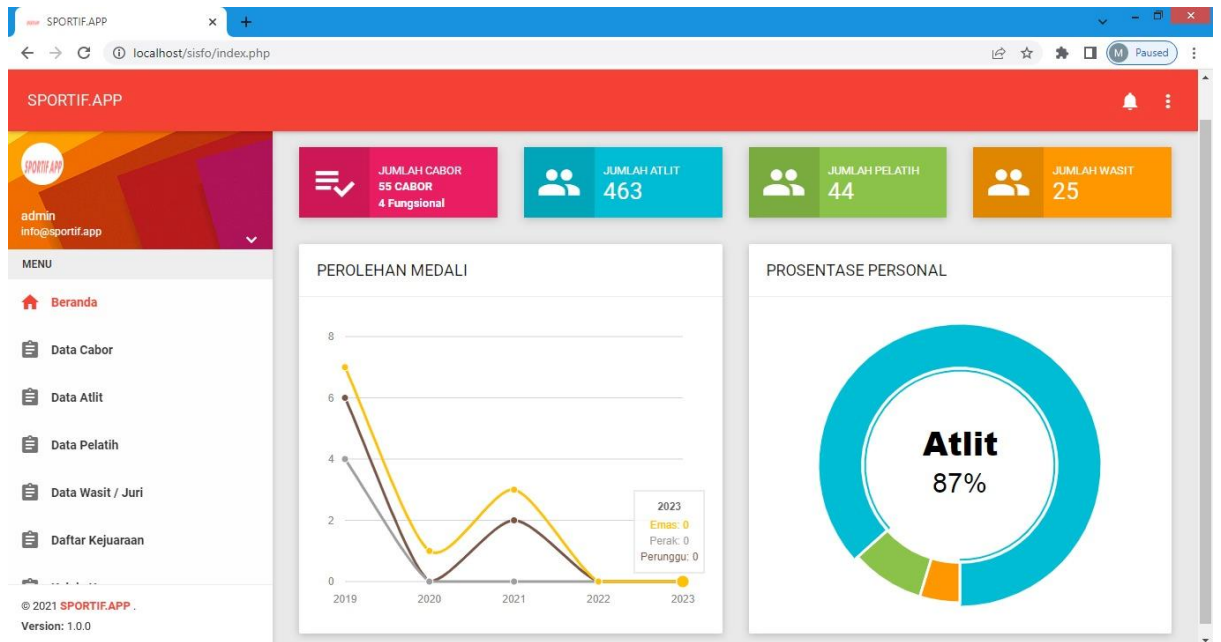 SPORTIF.APP
localhost/sisfo/index.php
M Paused
SPORTIF.APP
SPORTIF APP
admin
info@sportif.app
MENU
Beranda
Data Cabor
Data Atlit
Data Pelatih
Data Wasit / Juri
Daftar Kejuaraan
© 2021 SPORTIF.APP .
Version: 1.0.0
JUMLAH CABOR
55 CABOR
4 Fungsional
JUMLAH ATLIT
463
JUMLAH PELATIH
44
JUMLAH WASIT
25
PEROLEHAN MEDALI
8
6
4
2
0
2019 2020 2021 2022 2023
2023
Emas: 0
Perak: 0
Perunggu: 0
PROSENTASE PERSONAL
Atlit
87%